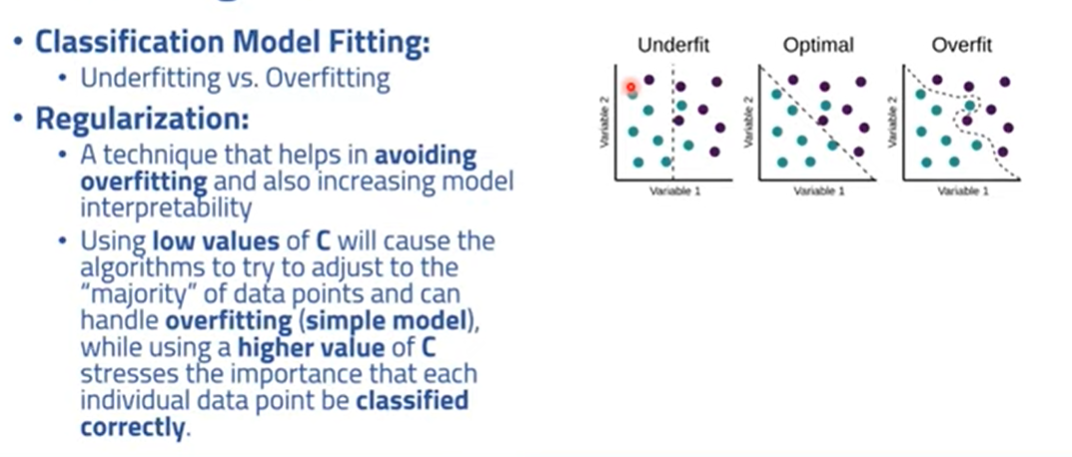 • Classification Model Fitting:
• Underfitting vs. Overfitting
• Regularization:
• A technique that helps in avoiding
overfitting and also increasing model
interpretability
• Using low values of C will cause the
algorithms to try to adjust to the
“majority” of data points and can
handle overfitting (simple model),
while using a higher value of C
stresses the importance that each
individual data point be classified
correctly.
Underfit
Variable 2
Variable 1
Optimal
Variable 2
Variable 1
Overfit
Variable 2
Variable 1